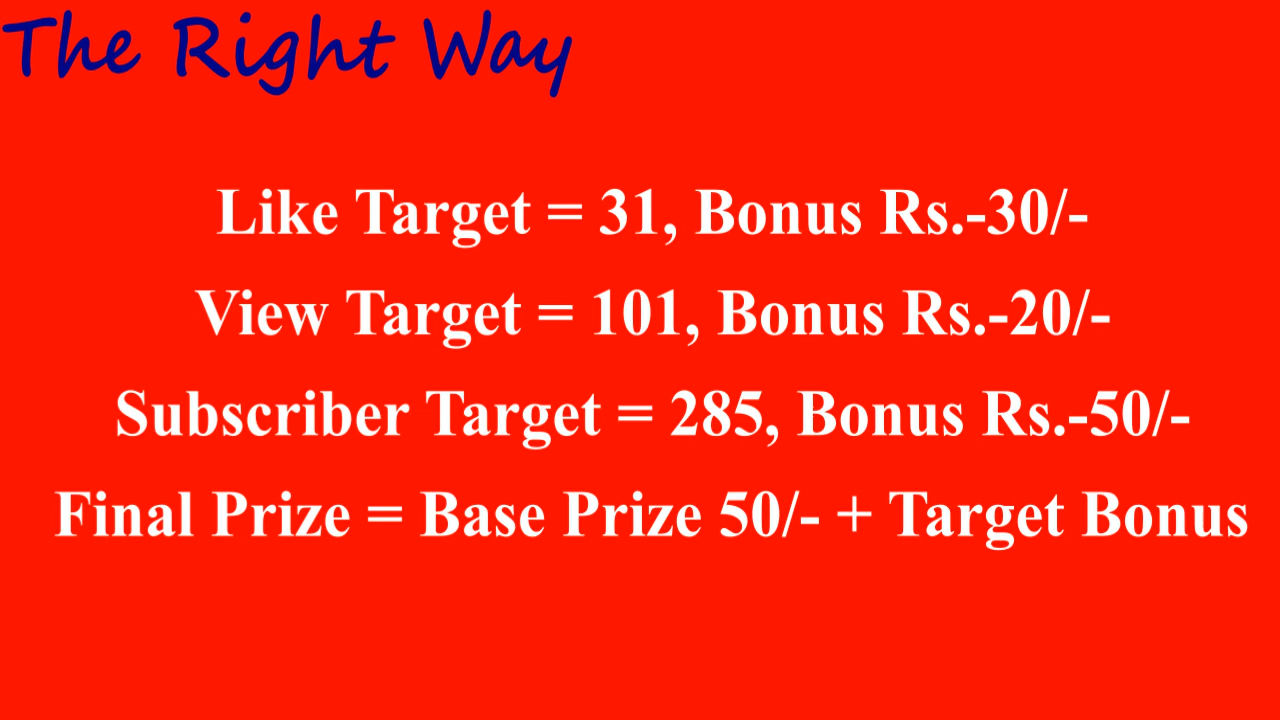 The Right Way
Like Target = 31, Bonus Rs.-30/-
View Target = 101, Bonus Rs.-20/-
Subscriber Target = 285, Bonus Rs.-50/-
Final Prize = Base Prize 50/- + Target Bonus